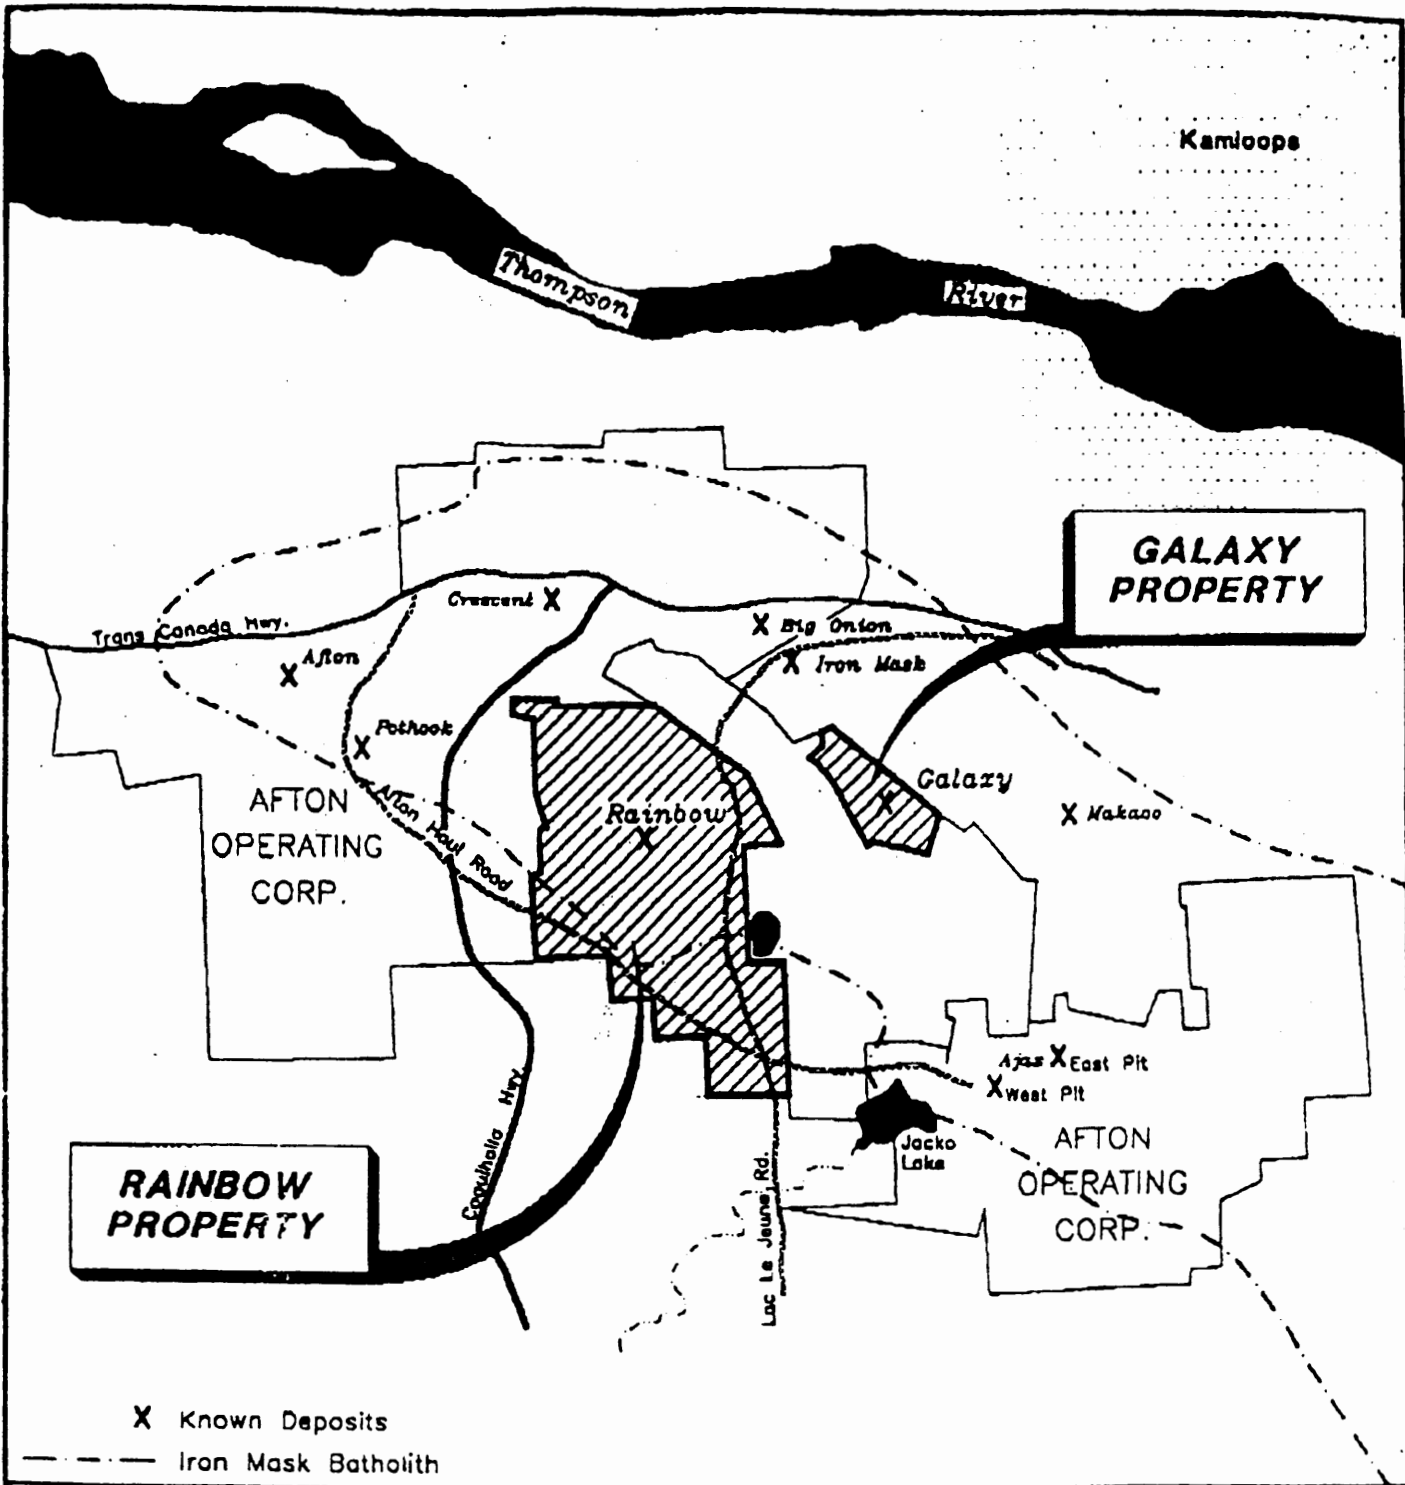 Kamloops
Thompson
River
GALAXY
PROPERTY
Crescent
Trans Canada Hwy.
Big Onion
Afton
Iron Mask
Pothook
Galaxy
Afton Haul Road
AFTON
OPERATING
CORP.
Rainbow
Makaoo
Ajax
East Pit
West Pit
Jacko
Lake
AFTON
OPERATING
CORP.
Coquihalla Hwy.
Lac Le Jeune Rd.
RAINBOW
PROPERTY
X Known Deposits
Iron Mask Batholith